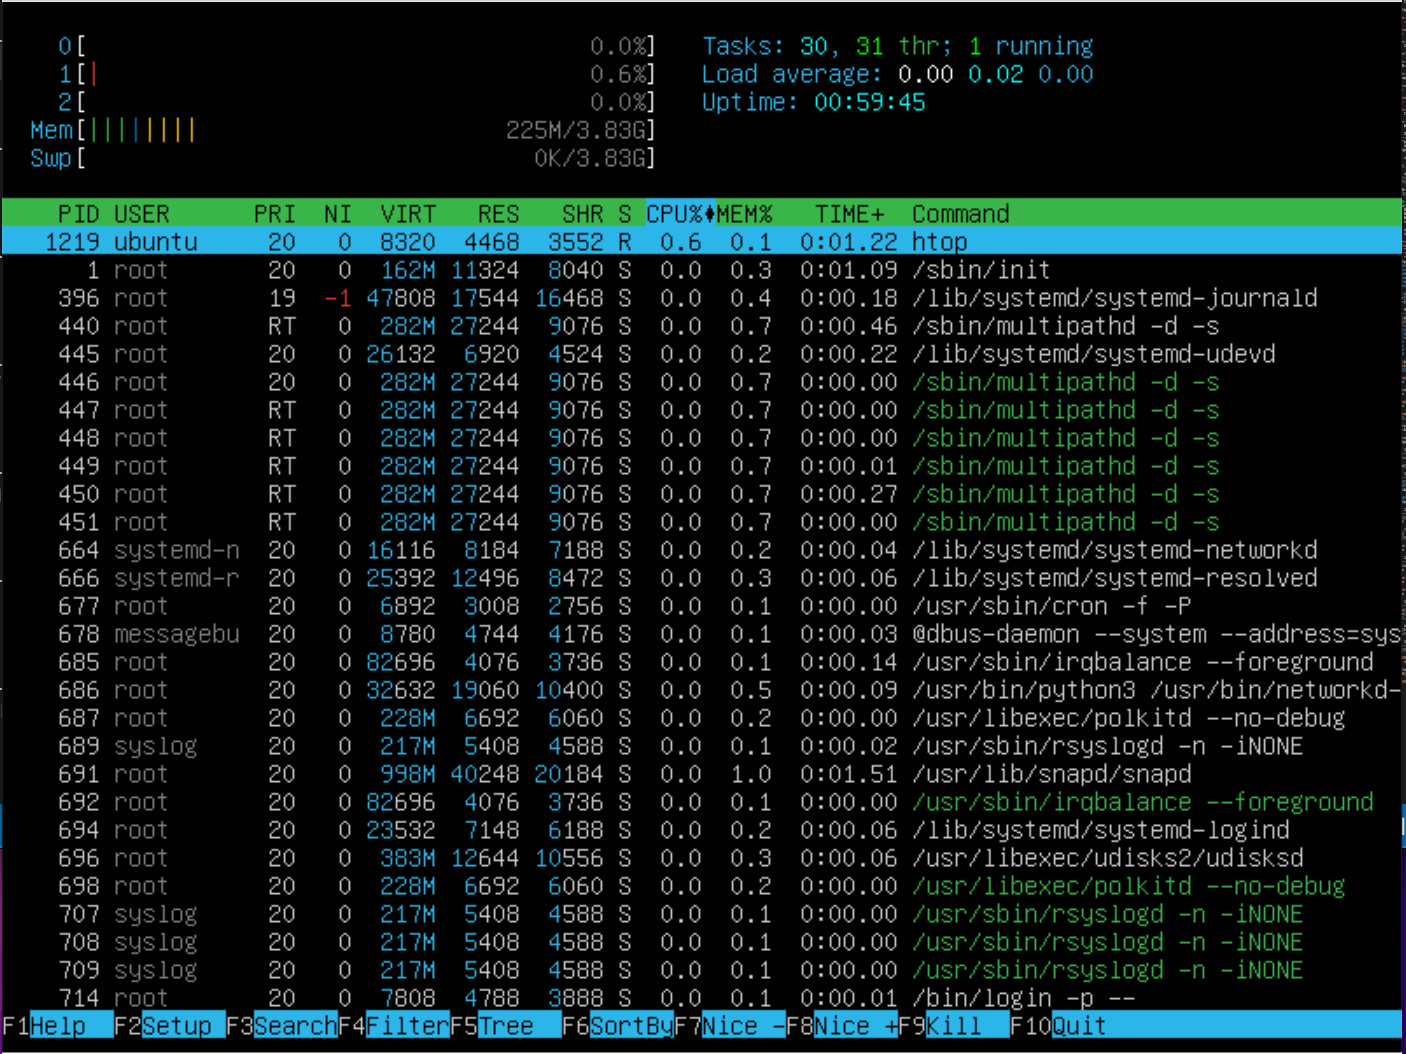 0[ 0.0%] Tasks: 30, 31 thr; 1 running
1[| 0.6%] Load average: 0.00 0.02 0.00
2[ 0.0%] Uptime: 00:59:45
Mem[|||||||| 225M/3.83G]
Swp[ 0K/3.83G]
PID USER PRI NI VIRT RES SHR S CPU%♦MEM% TIME+ Command
1219 ubuntu 20 0 8320 4468 3552 R 0.6 0.1 0:01.22 htop
1 root 20 0 162M 11324 8040 S 0.0 0.3 0:01.09 /sbin/init
396 root 19 -1 47808 17544 16468 S 0.0 0.4 0:00.18 /lib/systemd/systemd-journald
440 root RT 0 282M 27244 9076 S 0.0 0.7 0:00.46 /sbin/multipathd -d -s
445 root 20 0 26132 6920 4524 S 0.0 0.2 0:00.22 /lib/systemd/systemd-udevd
446 root 20 0 282M 27244 9076 S 0.0 0.7 0:00.00 /sbin/multipathd -d -s
447 root RT 0 282M 27244 9076 S 0.0 0.7 0:00.00 /sbin/multipathd -d -s
448 root RT 0 282M 27244 9076 S 0.0 0.7 0:00.00 /sbin/multipathd -d -s
449 root RT 0 282M 27244 9076 S 0.0 0.7 0:00.01 /sbin/multipathd -d -s
450 root RT 0 282M 27244 9076 S 0.0 0.7 0:00.27 /sbin/multipathd -d -s
451 root RT 0 282M 27244 9076 S 0.0 0.7 0:00.00 /sbin/multipathd -d -s
664 systemd-n 20 0 16116 8184 7188 S 0.0 0.2 0:00.04 /lib/systemd/systemd-networkd
666 systemd-r 20 0 25392 12496 8472 S 0.0 0.3 0:00.06 /lib/systemd/systemd-resolved
677 root 20 0 6892 3008 2756 S 0.0 0.1 0:00.00 /usr/sbin/cron -f -P
678 messagebu 20 0 8780 4744 4176 S 0.0 0.1 0:00.03 @dbus-daemon --system --address=sys
685 root 20 0 82696 4076 3736 S 0.0 0.1 0:00.14 /usr/sbin/irqbalance --foreground
686 root 20 0 32632 19060 10400 S 0.0 0.5 0:00.09 /usr/bin/python3 /usr/bin/networkd-
687 root 20 0 228M 6692 6060 S 0.0 0.2 0:00.00 /usr/libexec/polkitd --no-debug
689 syslog 20 0 217M 5408 4588 S 0.0 0.1 0:00.02 /usr/sbin/rsyslogd -n -iNONE
691 root 20 0 998M 40248 20184 S 0.0 1.0 0:01.51 /usr/lib/snapd/snapd
692 root 20 0 82696 4076 3736 S 0.0 0.1 0:00.00 /usr/sbin/irqbalance --foreground
694 root 20 0 23532 7148 6188 S 0.0 0.2 0:00.06 /lib/systemd/systemd-logind
696 root 20 0 383M 12644 10556 S 0.0 0.3 0:00.06 /usr/libexec/udisks2/udisksd
698 root 20 0 228M 6692 6060 S 0.0 0.2 0:00.00 /usr/libexec/polkitd --no-debug
707 syslog 20 0 217M 5408 4588 S 0.0 0.1 0:00.00 /usr/sbin/rsyslogd -n -iNONE
708 syslog 20 0 217M 5408 4588 S 0.0 0.1 0:00.00 /usr/sbin/rsyslogd -n -iNONE
709 syslog 20 0 217M 5408 4588 S 0.0 0.1 0:00.00 /usr/sbin/rsyslogd -n -iNONE
714 root 20 0 7808 4788 3888 S 0.0 0.1 0:00.01 /bin/login -p --
F1Help F2Setup F3SearchF4FilterF5Tree F6SortByF7Nice -F8Nice +F9Kill F10Quit